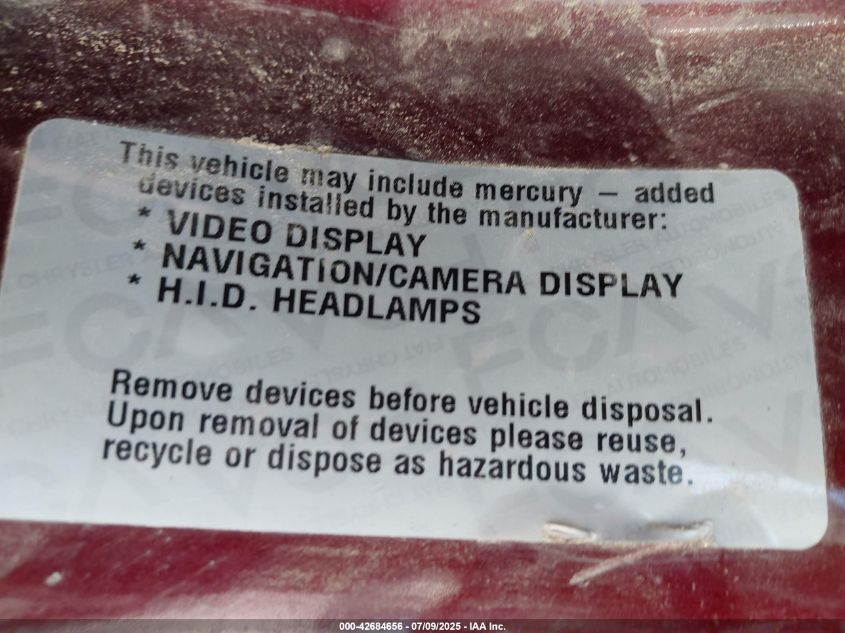 This vehicle may include mercury – added
devices installed by the manufacturer:
* VIDEO DISPLAY
* NAVIGATION/CAMERA DISPLAY
* H.I.D. HEADLAMPS
Remove devices before vehicle disposal.
Upon removal of devices please reuse,
recycle or dispose as hazardous waste.
000-42684656 - 07/09/2025 - IAA Inc.